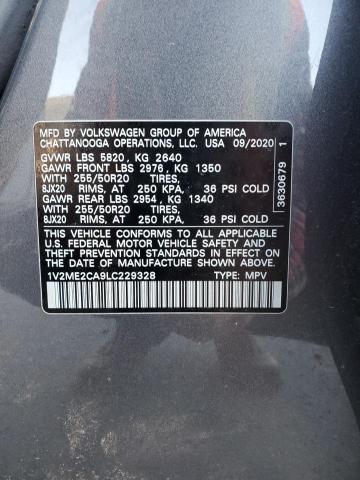 MFD BY VOLKSWAGEN GROUP OF AMERICA
CHATTANOOGA OPERATIONS, LLC. USA 09/2020
GVWR LBS 5820, KG 2640
GAWR FRONT LBS 2976, KG 1350
WITH 255/50R20 TIRES,
8JX20 RIMS, AT 250 KPA, 36 PSI COLD
GAWR REAR LBS 2954, KG 1340
WITH 255/50R20 TIRES,
8JX20 RIMS, AT 250 KPA, 36 PSI COLD
THIS VEHICLE CONFORMS TO ALL APPLICABLE
U.S. FEDERAL MOTOR VEHICLE SAFETY AND
THEFT PREVENTION STANDARDS IN EFFECT ON
THE DATE OF MANUFACTURE SHOWN ABOVE.
1V2ME2CA9LC229328 TYPE: MPV
3630879 1